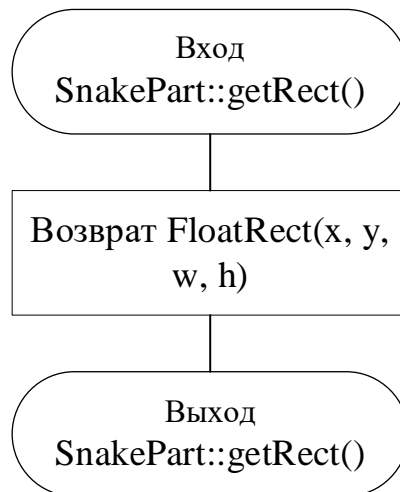 Вход
SnakePart::getRect()
Возврат FloatRect(x, y,
w, h)
Выход
SnakePart::getRect()